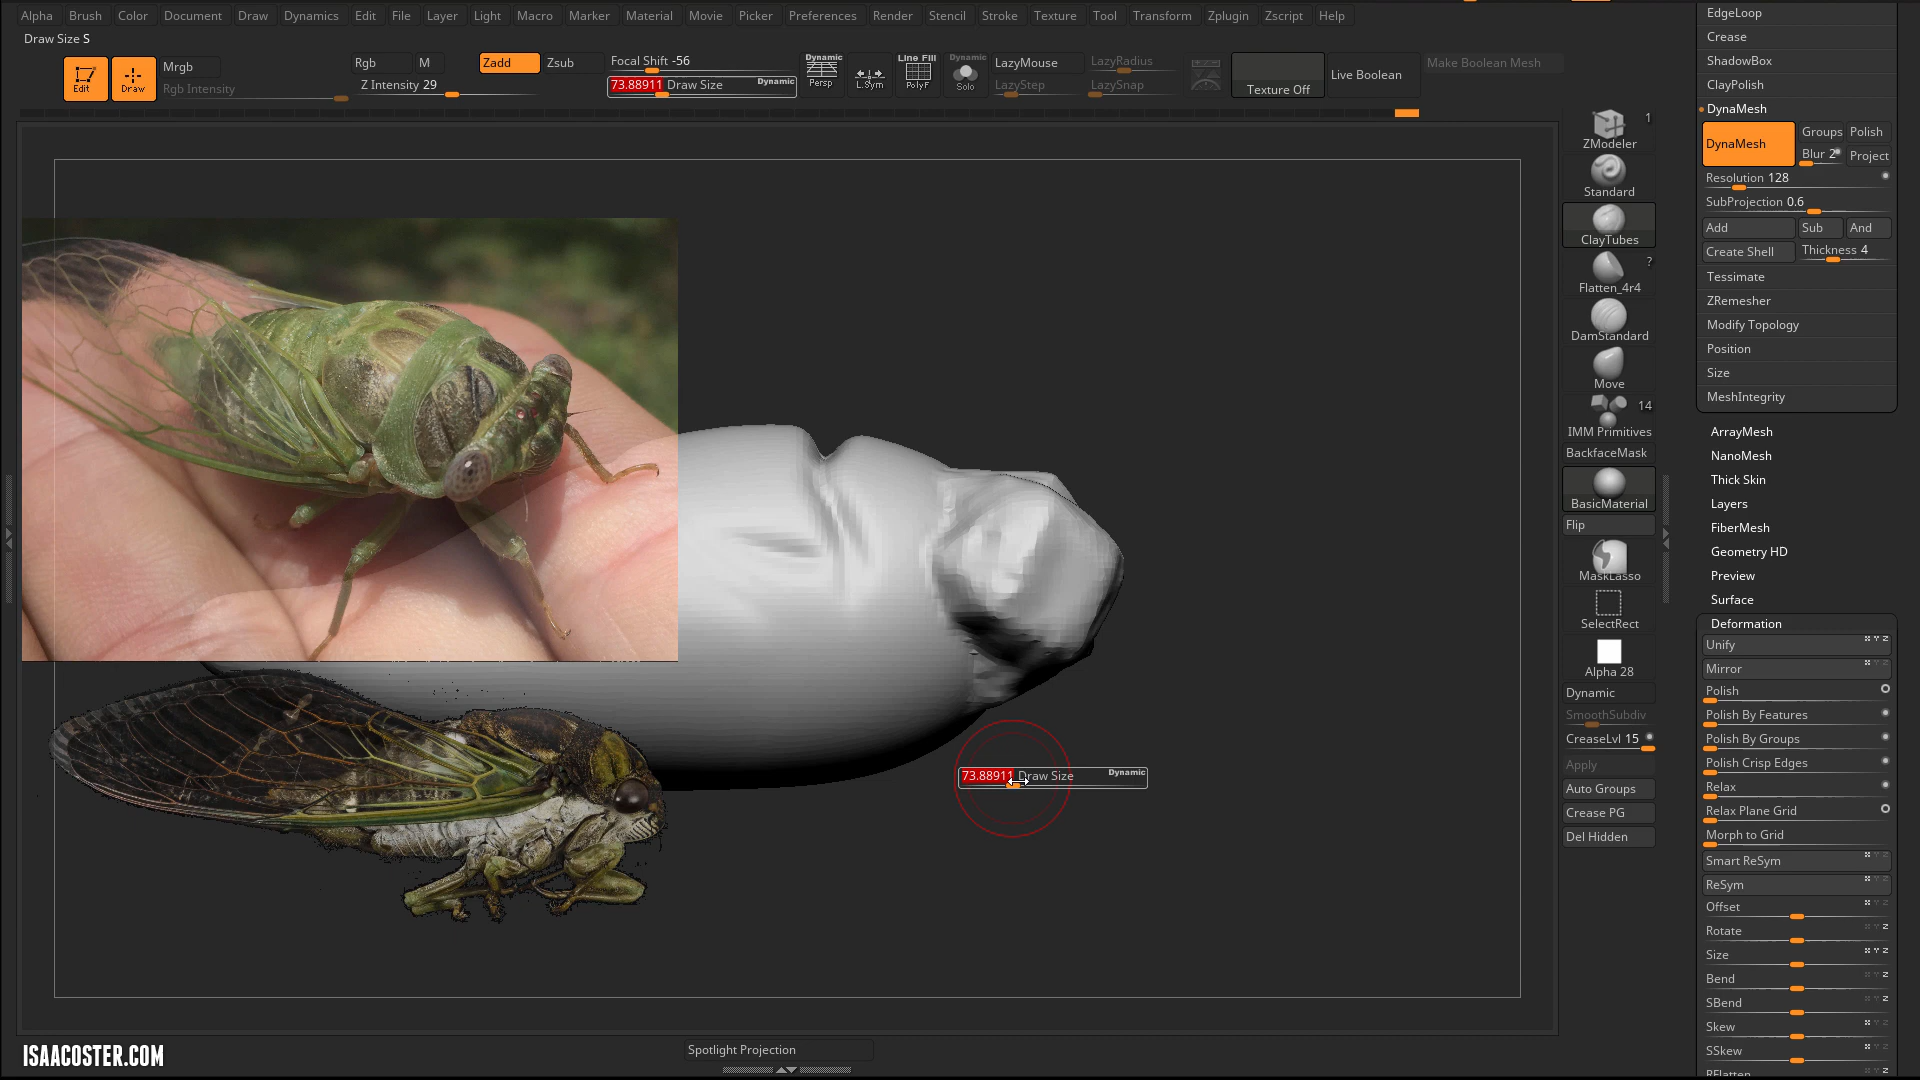 Alpha Brush Color Document Draw Dynamics Edit File Layer Light Macro Marker Material Movie Picker Preferences Render Stencil Stroke Texture Tool Transform Zplugin Zscript Help
Draw Size S
Edit
Draw
Mrgb
Rgb Intensity
Rgb
M
Z Intensity 29
Zadd
Zsub
Focal Shift -56
73.88911 Draw Size Dynamic
Dynamic
Persp
L.Sym
Line Fill
PolyF
Dynamic
Solo
LazyMouse
LazyStep
LazyRadius
LazySnap
Texture Off
Live Boolean
Make Boolean Mesh
1
ZModeler
Standard
ClayTubes
?
Flatten_4r4
DamStandard
Move
14
IMM Primitives
BackfaceMask
BasicMaterial
Flip
MaskLasso
SelectRect
Alpha 28
Dynamic
SmoothSubdiv
CreaseLvl 15
Apply
Auto Groups
Crease PG
Del Hidden
EdgeLoop
Crease
ShadowBox
ClayPolish
DynaMesh
DynaMesh
Groups Polish
Blur 2 Project
Resolution 128
SubProjection 0.6
Add Sub And
Create Shell Thickness 4
Tessimate
ZRemesher
Modify Topology
Position
Size
MeshIntegrity
ArrayMesh
NanoMesh
Thick Skin
Layers
FiberMesh
Geometry HD
Preview
Surface
Deformation
Unify
Mirror
Polish
Polish By Features
Polish By Groups
Polish Crisp Edges
Relax
Relax Plane Grid
Morph to Grid
Smart ReSym
ReSym
Offset
Rotate
Size
Bend
SBend
Skew
SSkew
RFlatten
73.88911 Draw Size Dynamic
ISAACOSTER.COM
Spotlight Projection